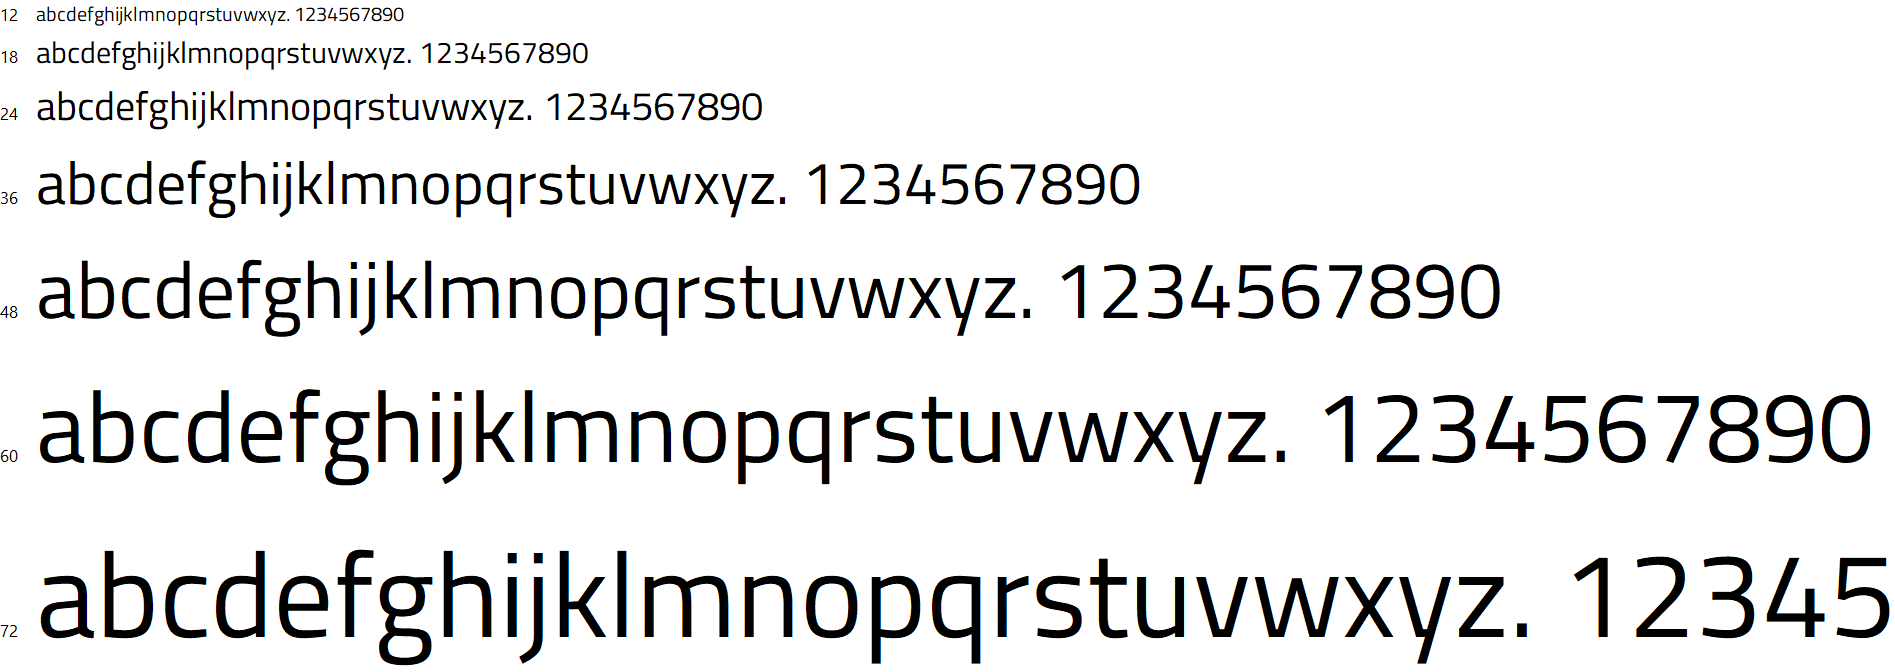 12 abcdefghijklmnopqrstuvwxyz. 1234567890
18 abcdefghijklmnopqrstuvwxyz. 1234567890
24 abcdefghijklmnopqrstuvwxyz. 1234567890
36 abcdefghijklmnopqrstuvwxyz. 1234567890
48 abcdefghijklmnopqrstuvwxyz. 1234567890
60 abcdefghijklmnopqrstuvwxyz. 1234567890
72 abcdefghijklmnopqrstuvwxyz. 12345